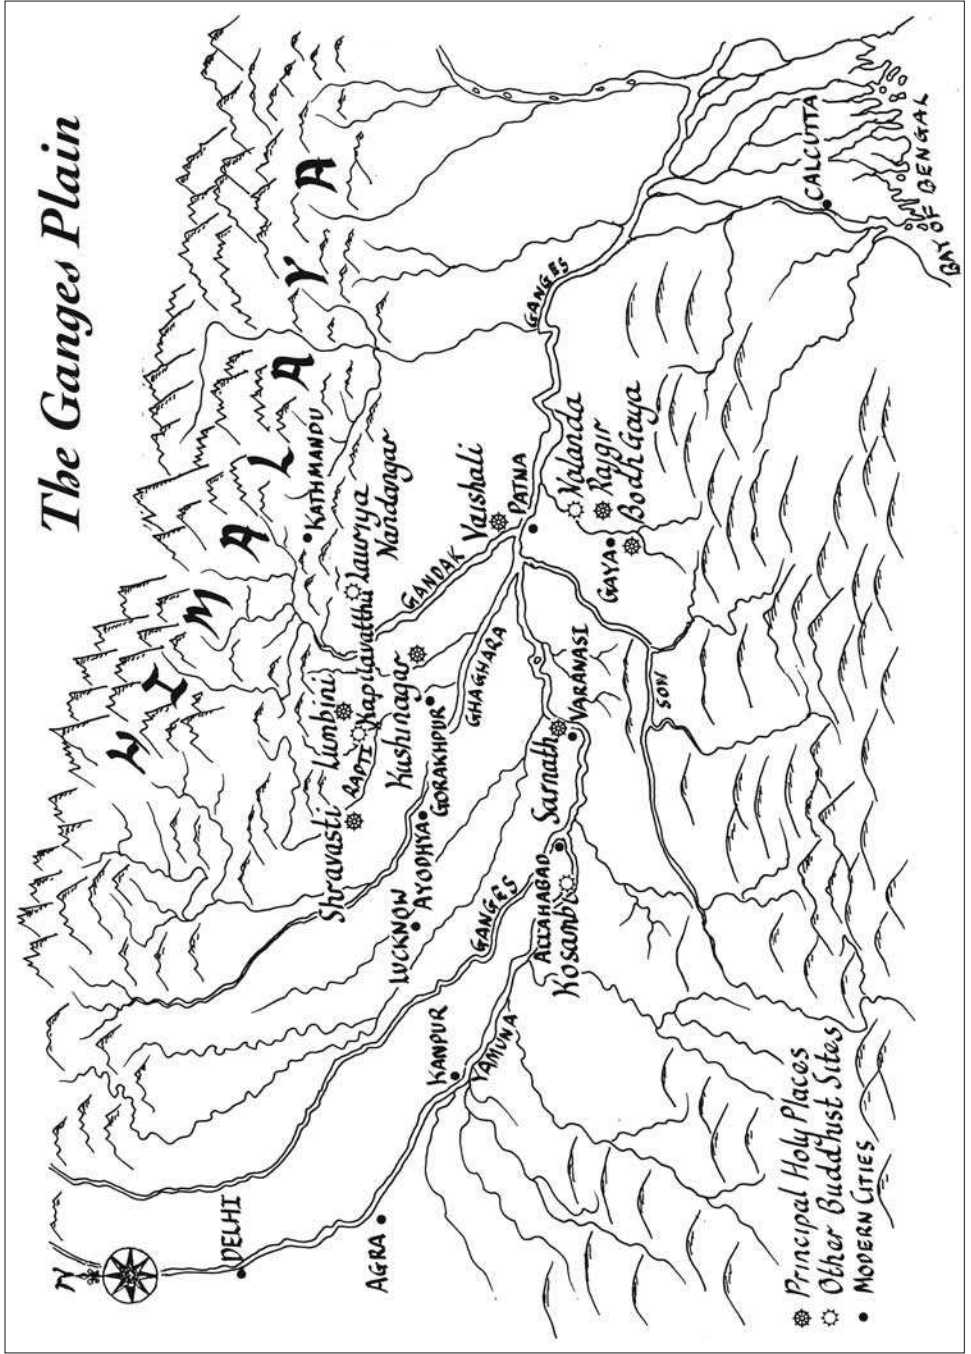 The Ganges Plain
N
HIMALAYA
DELHI
AGRA
KANPUR
YAMUNA
GANGES
LUCKNOW
AYODHYA
GORAKHPUR
Shravasti
RAPTI
Lumbini
Kapilavatthu
Kushinagar
KATHMANDU
Lauriya
Nandangar
GANDAK
GHAGHARA
Vaishali
PATNA
GANGES
ALLAHABAD
Kosambi
Sarnath
VARANASI
SON
GAYA
Nalanda
Rajgir
Bodh Gaya
CALCUTTA
BAY OF BENGAL
Principal Holy Places
Other Buddhist Sites
MODERN CITIES